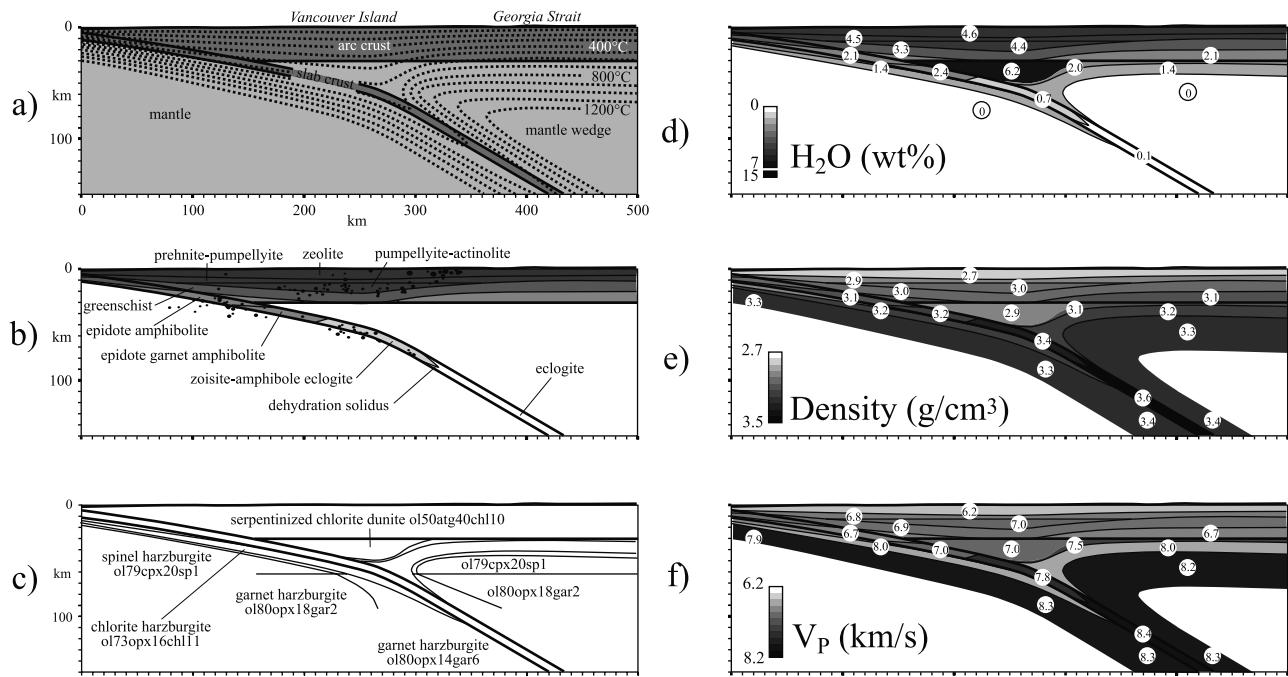 Vancouver Island
Georgia Strait
0
arc crust
400°C
slab crust
800°C
1200°C
a)
km
mantle
mantle wedge
100
0
100
200
300
400
500
km
prehnite-pumpellyite
zeolite
pumpellyite-actinolite
0
greenschist
epidote amphibolite
b)
km
epidote garnet amphibolite
zoisite-amphibole eclogite
eclogite
100
dehydration solidus
0
serpentinized chlorite dunite ol50atg40chl10
spinel harzburgite
ol79cpx20sp1
ol79cpx20sp1
c)
km
garnet harzburgite
ol80opx18gar2
ol80opx18gar2
100
chlorite harzburgite
ol73opx16chl11
garnet harzburgite
ol80opx14gar6
4.6
4.5
3.3
4.4
2.1
2.1
1.4
2.4
6.2
2.0
1.4
0.7
0
0
0.1
d)
0
7
15
H2O (wt%)
2.7
2.9
3.0
3.0
3.3
3.1
3.1
3.1
3.2
3.2
2.9
3.2
3.4
3.3
3.3
3.6
3.4
3.4
e)
2.7
3.5
Density (g/cm3)
6.2
6.8
6.9
7.0
7.9
6.7
6.7
8.0
7.0
7.0
7.5
8.0
7.8
8.2
8.3
8.4
8.3
8.3
f)
6.2
8.2
VP (km/s)